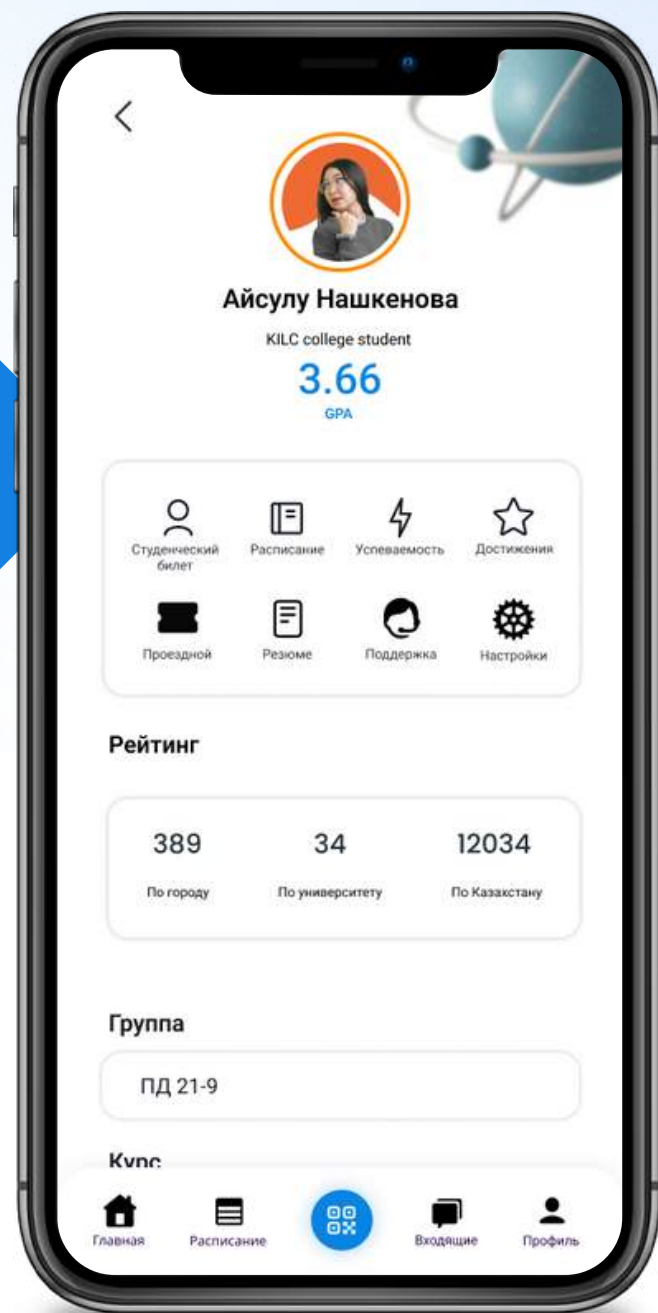 Айсулу Нашкенова
KILC college student
3.66
GPA
Студенческий билет
Расписание
Успеваемость
Достижения
Проездной
Резюме
Поддержка
Настройки
Рейтинг
389
34
12034
По городу
По университету
По Казахстану
Группа
ПД 21-9
Курс
Главная
Расписание
Входящие
Профиль